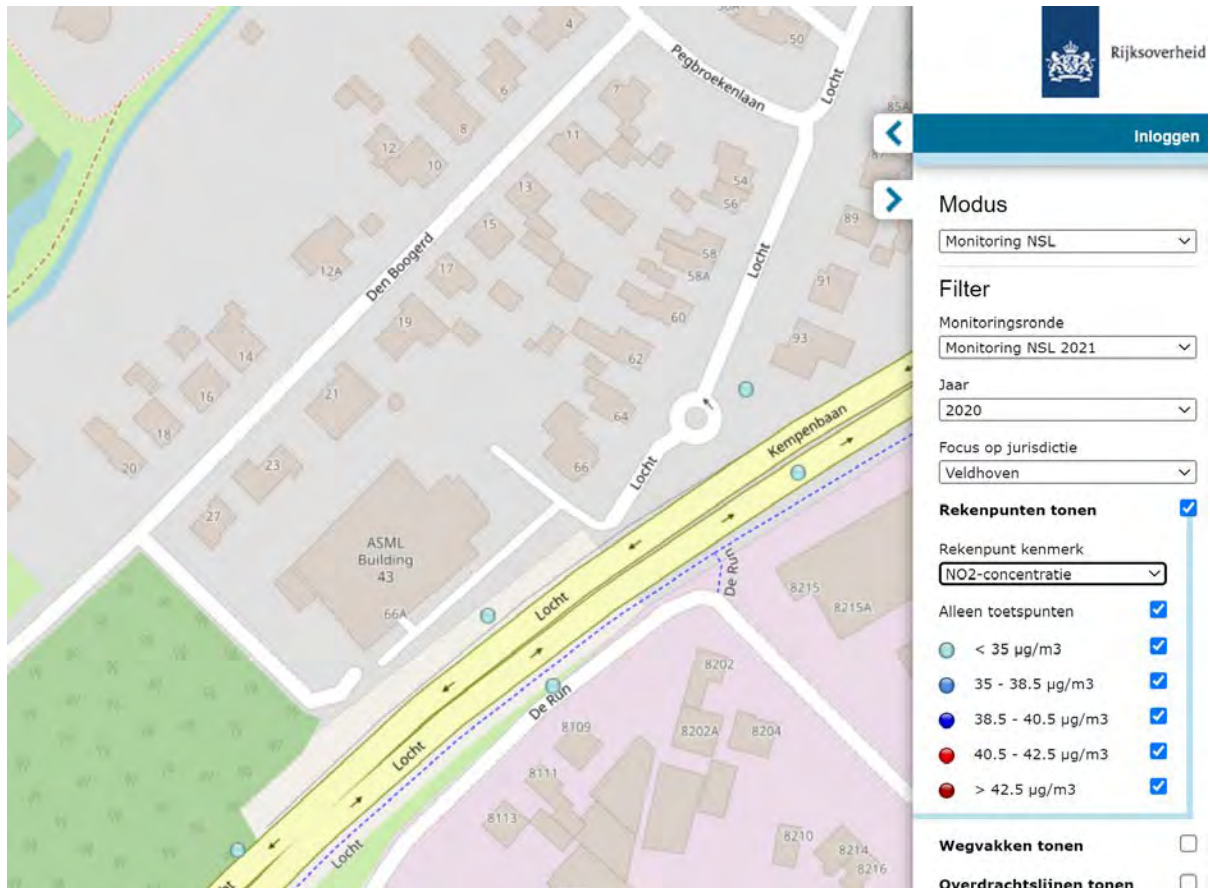 4
50
Pegbroekenlaan
Locht
6
7
8
11
12
10
13
54
56
15
12A
Den Boogerd
17
58
58A
Locht
89
91
19
60
93
14
62
16
21
64
Kempenbaan
18
20
23
66
Locht
27
ASML
Building
43
De Run
8215
8215A
66A
Locht
8202
De Run
8109
8202A
8204
Locht
8111
8113
8210
8214
8216
Locht
Rijksoverheid
Inloggen
Modus
Monitoring NSL
Filter
Monitoringsronde
Monitoring NSL 2021
Jaar
2020
Focus op jurisdictie
Veldhoven
Rekenpunten tonen
Rekenpunt kenmerk
NO2-concentratie
Alleen toetspunten
< 35 µg/m3
35 - 38.5 µg/m3
38.5 - 40.5 µg/m3
40.5 - 42.5 µg/m3
> 42.5 µg/m3
Wegvakken tonen
Overdrachtslijnen tonen